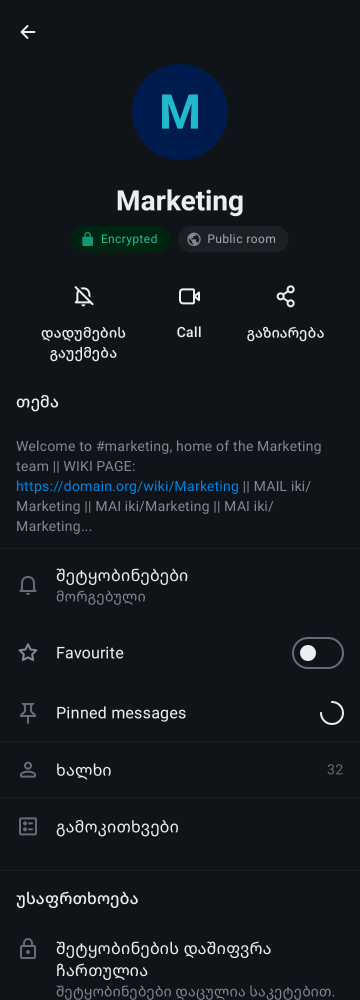 M
Marketing
Encrypted
Public room
დადუმების
გაუქმება
Call
გაზიარება
თემა
Welcome to #marketing, home of the Marketing
team || WIKI PAGE:
https://domain.org/wiki/Marketing || MAIL iki/
Marketing || MAI iki/Marketing || MAI iki/
Marketing...
შეტყობინებები
მორგებული
Favourite
Pinned messages
ხალხი
32
გამოკითხვები
უსაფრთხოება
შეტყობინების დაშიფვრა
ჩართულია
შეტყობინებები დაცულია საკეტებით.